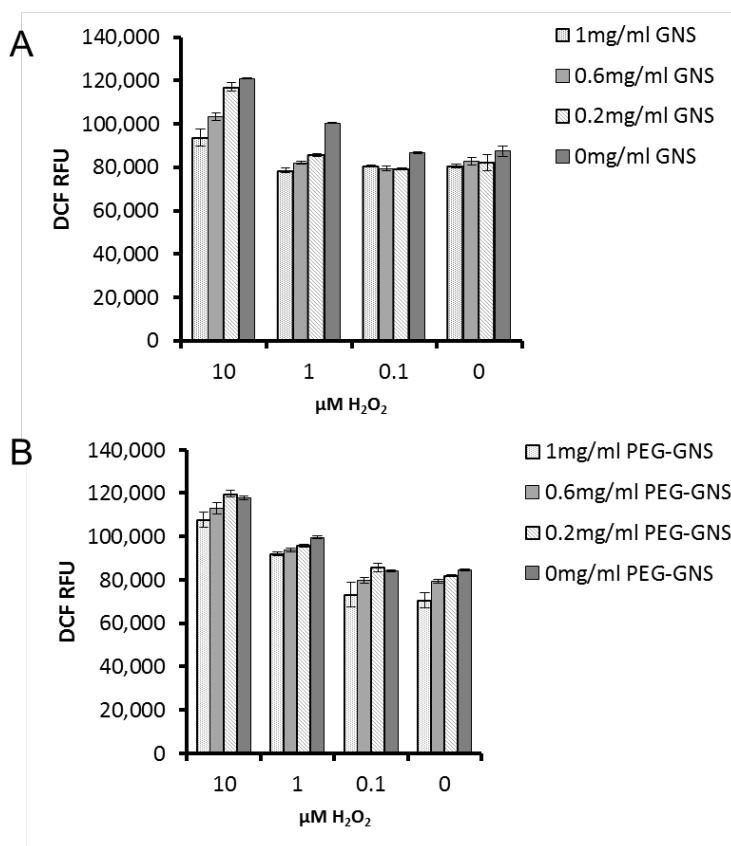 A
140,000
120,000
100,000
80,000
60,000
40,000
20,000
0
DCF RFU
10 1 0.1 0
µM H₂O₂
1mg/ml GNS
0.6mg/ml GNS
0.2mg/ml GNS
0mg/ml GNS
B
140,000
120,000
100,000
80,000
60,000
40,000
20,000
0
DCF RFU
10 1 0.1 0
µM H₂O₂
1mg/ml PEG-GNS
0.6mg/ml PEG-GNS
0.2mg/ml PEG-GNS
0mg/ml PEG-GNS